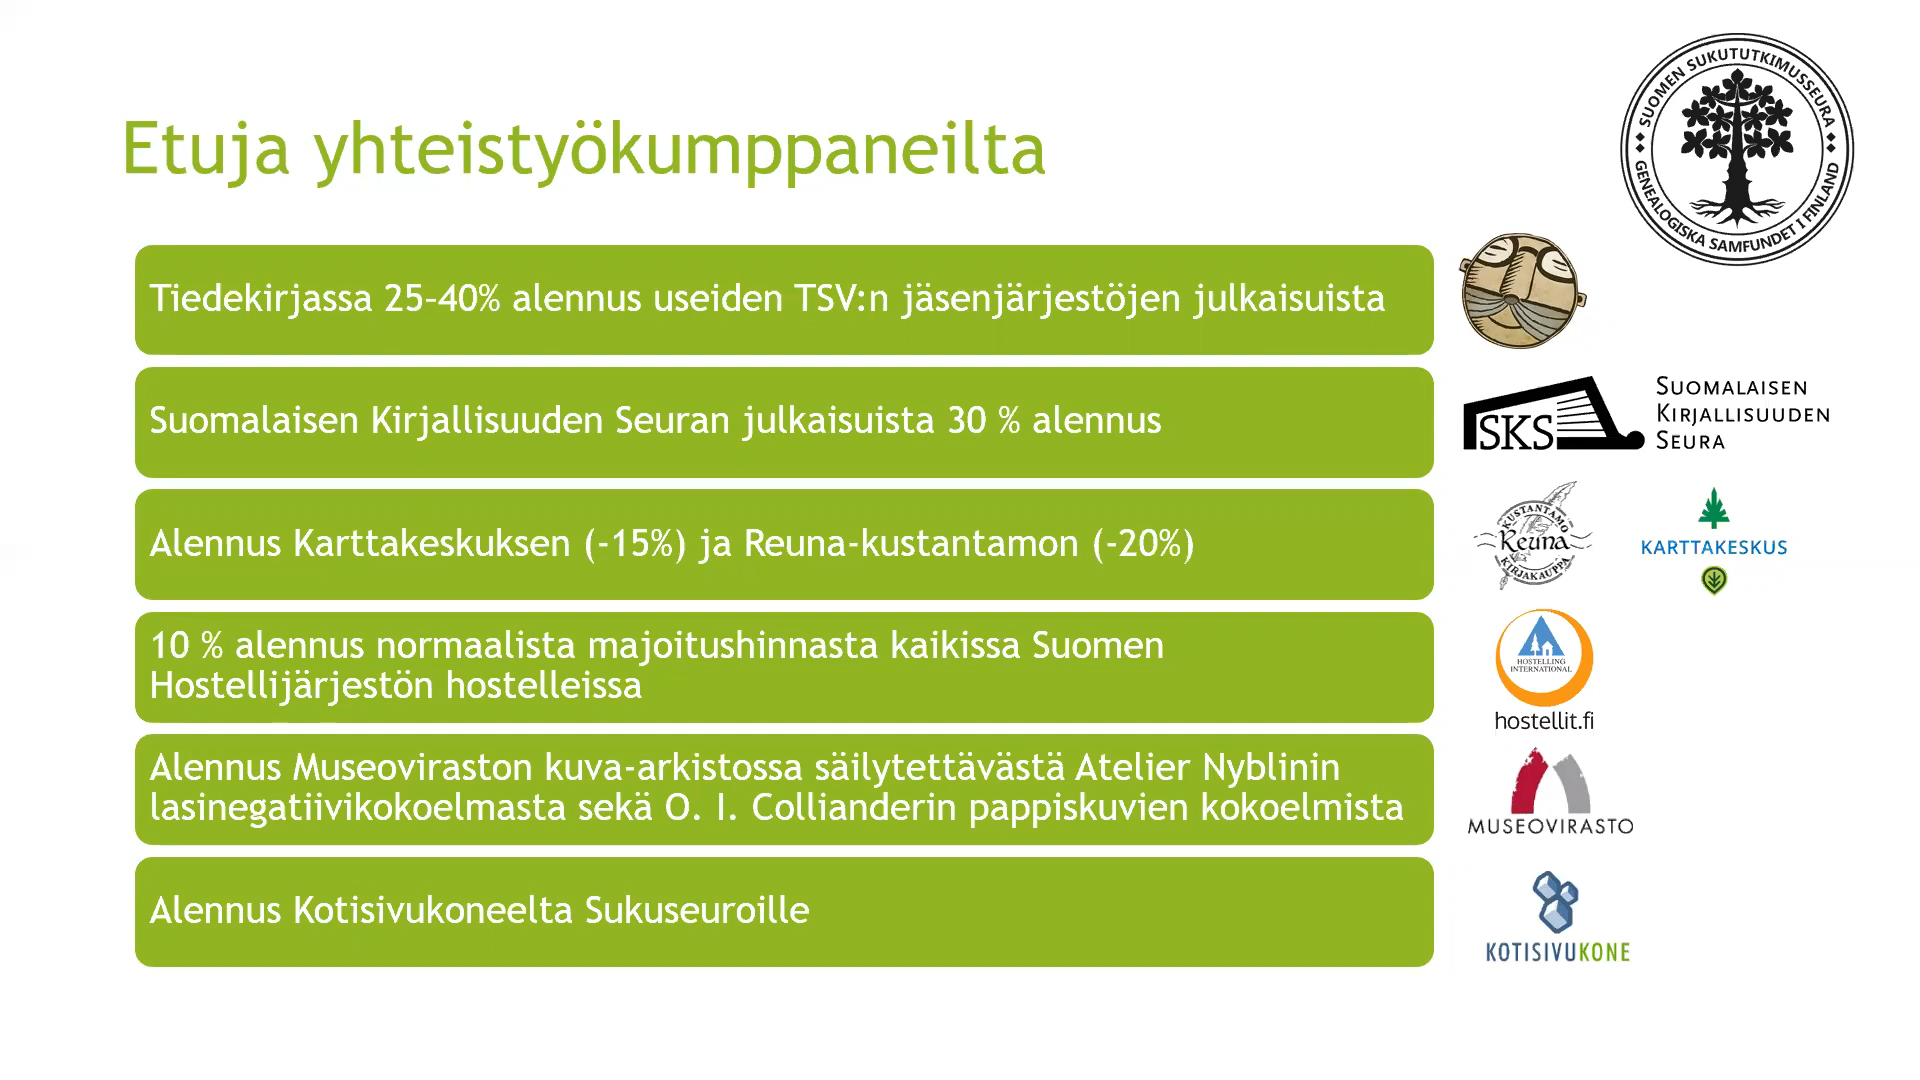 SUOMEN SUKUTUTKIMUSSEURA
GENEALOGISKA SAMFUNDET I FINLAND
Etuja yhteistyökumppaneilta
Tiedekirjassa 25-40% alennus useiden TSV:n jäsenjärjestöjen julkaisuista
Suomalaisen Kirjallisuuden Seuran julkaisuista 30 % alennus
SKS
SUOMALAISEN
KIRJALLISUUDEN
SEURA
Alennus Karttakeskuksen (-15%) ja Reuna-kustantamon (-20%)
KUSTANTAMO
Reuna
KIRJAKAUPPA
KARTTAKESKUS
10 % alennus normaalista majoitushinnasta kaikissa Suomen
Hostellijärjestön hostelleissa
HOSTELLING
INTERNATIONAL
hostellit.fi
Alennus Museoviraston kuva-arkistossa säilytettävästä Atelier Nyblinin
lasinegatiivikokoelmasta sekä O. I. Collianderin pappiskuvien kokoelmista
MUSEOVIRASTO
Alennus Kotisivukoneelta Sukuseuroille
KOTISIVUKONE